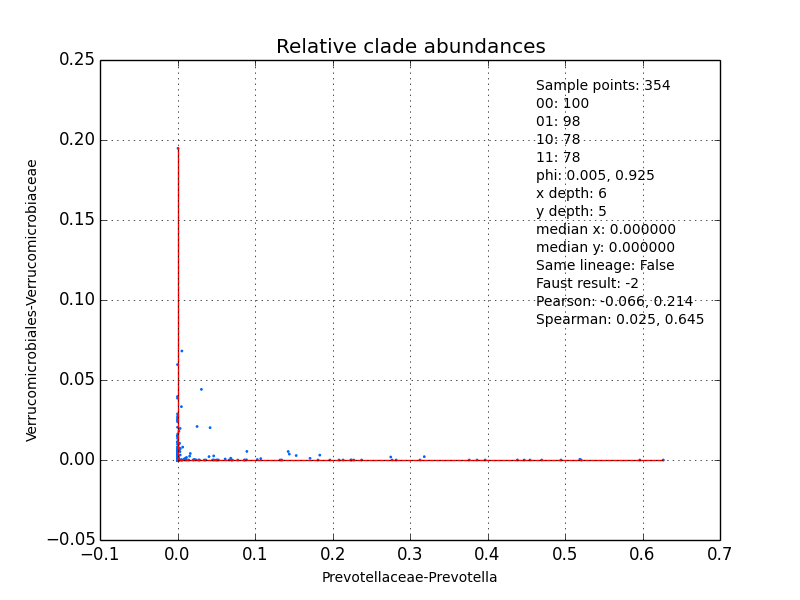 Relative clade abundances
0.25
0.20
0.15
0.10
0.05
0.00
−0.05
Verrucomicrobiales-Verrucomicrobiaceae
Sample points: 354
00: 100
01: 98
10: 78
11: 78
phi: 0.005, 0.925
x depth: 6
y depth: 5
median x: 0.000000
median y: 0.000000
Same lineage: False
Faust result: -2
Pearson: -0.066, 0.214
Spearman: 0.025, 0.645
−0.1 0.0 0.1 0.2 0.3 0.4 0.5 0.6 0.7
Prevotellaceae-Prevotella